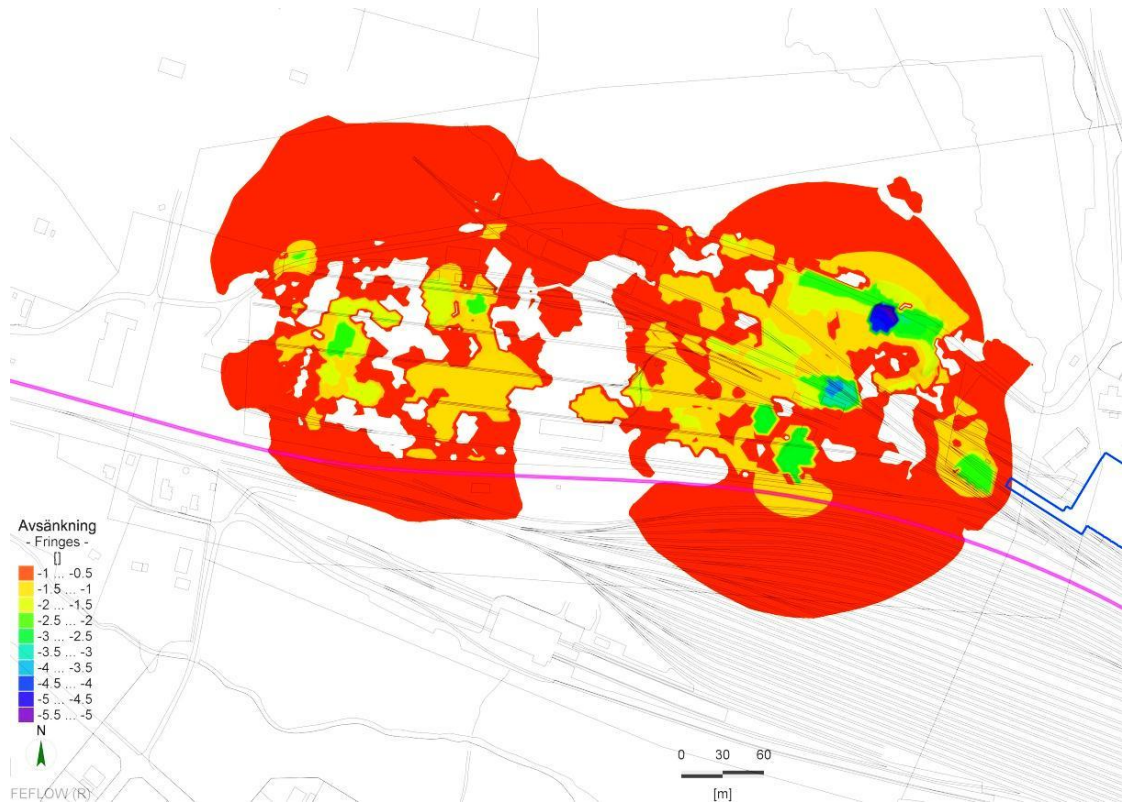 Avsänkning
- Fringes -
[]
-1 ... -0.5
-1.5 ... -1
-2 ... -1.5
-2.5 ... -2
-3 ... -2.5
-3.5 ... -3
-4 ... -3.5
-4.5 ... -4
-5 ... -4.5
-5.5 ... -5
N
FEFLOW (R)
0 30 60
[m]